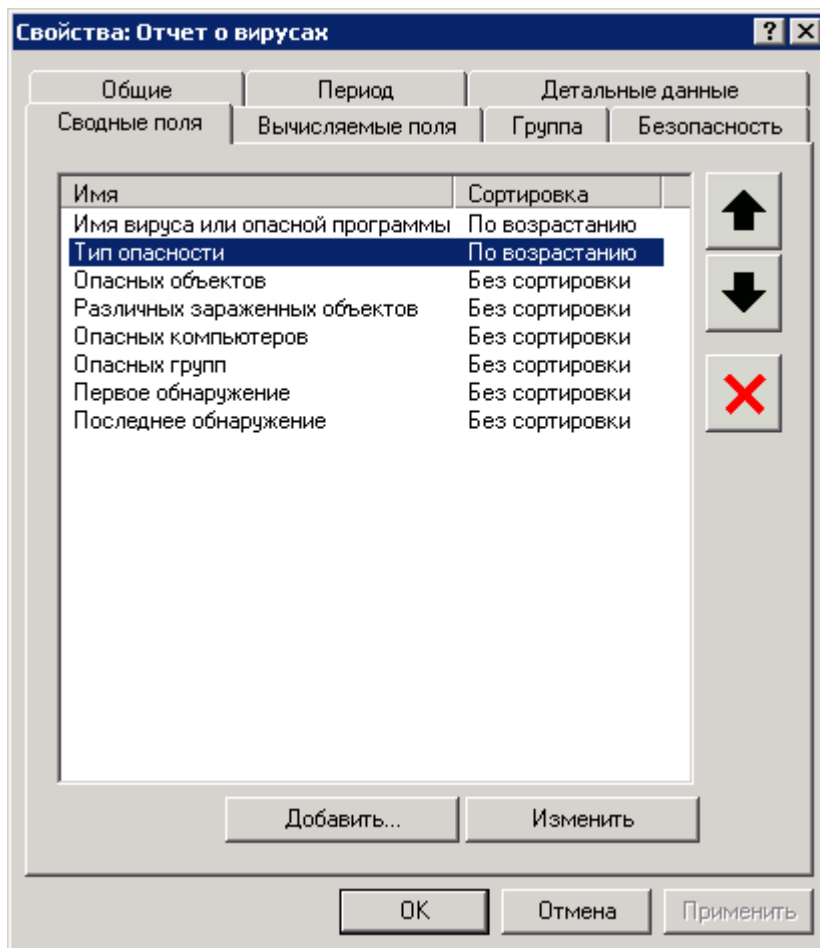 Свойства: Отчет о вирусах
Общие Период Детальные данные
Сводные поля Вычисляемые поля Группа Безопасность
Имя Сортировка
Имя вируса или опасной программы По возрастанию
Тип опасности По возрастанию
Опасных объектов Без сортировки
Различных зараженных объектов Без сортировки
Опасных компьютеров Без сортировки
Опасных групп Без сортировки
Первое обнаружение Без сортировки
Последнее обнаружение Без сортировки
Добавить... Изменить
OK Отмена Применить